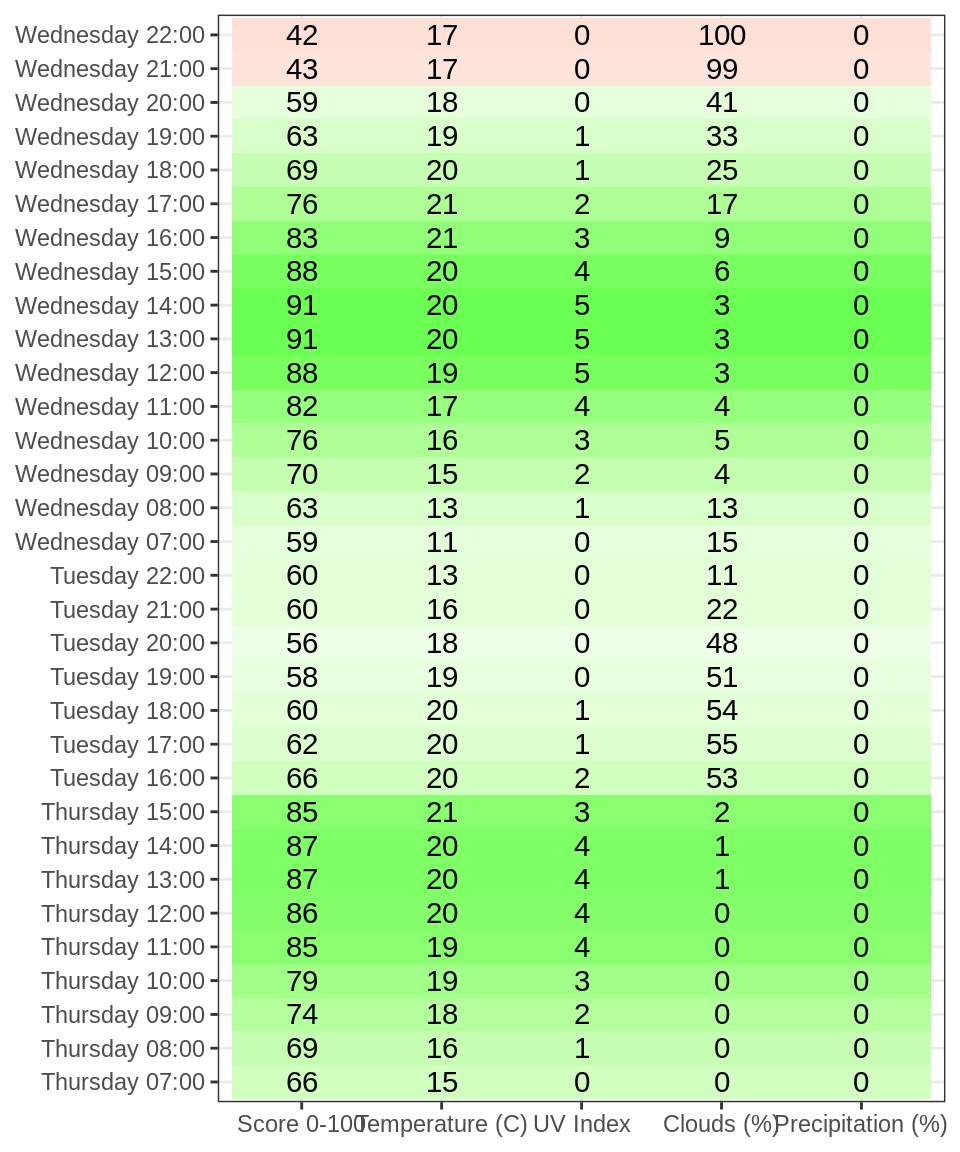 Wednesday 22:00 42 17 0 100 0
Wednesday 21:00 43 17 0 99 0
Wednesday 20:00 59 18 0 41 0
Wednesday 19:00 63 19 1 33 0
Wednesday 18:00 69 20 1 25 0
Wednesday 17:00 76 21 2 17 0
Wednesday 16:00 83 21 3 9 0
Wednesday 15:00 88 20 4 6 0
Wednesday 14:00 91 20 5 3 0
Wednesday 13:00 91 20 5 3 0
Wednesday 12:00 88 19 5 3 0
Wednesday 11:00 82 17 4 4 0
Wednesday 10:00 76 16 3 5 0
Wednesday 09:00 70 15 2 4 0
Wednesday 08:00 63 13 1 13 0
Wednesday 07:00 59 11 0 15 0
Tuesday 22:00 60 13 0 11 0
Tuesday 21:00 60 16 0 22 0
Tuesday 20:00 56 18 0 48 0
Tuesday 19:00 58 19 0 51 0
Tuesday 18:00 60 20 1 54 0
Tuesday 17:00 62 20 1 55 0
Tuesday 16:00 66 20 2 53 0
Thursday 15:00 85 21 3 2 0
Thursday 14:00 87 20 4 1 0
Thursday 13:00 87 20 4 1 0
Thursday 12:00 86 20 4 0 0
Thursday 11:00 85 19 4 0 0
Thursday 10:00 79 19 3 0 0
Thursday 09:00 74 18 2 0 0
Thursday 08:00 69 16 1 0 0
Thursday 07:00 66 15 0 0 0
Score 0-100 Temperature (C) UV Index Clouds (%) Precipitation (%)